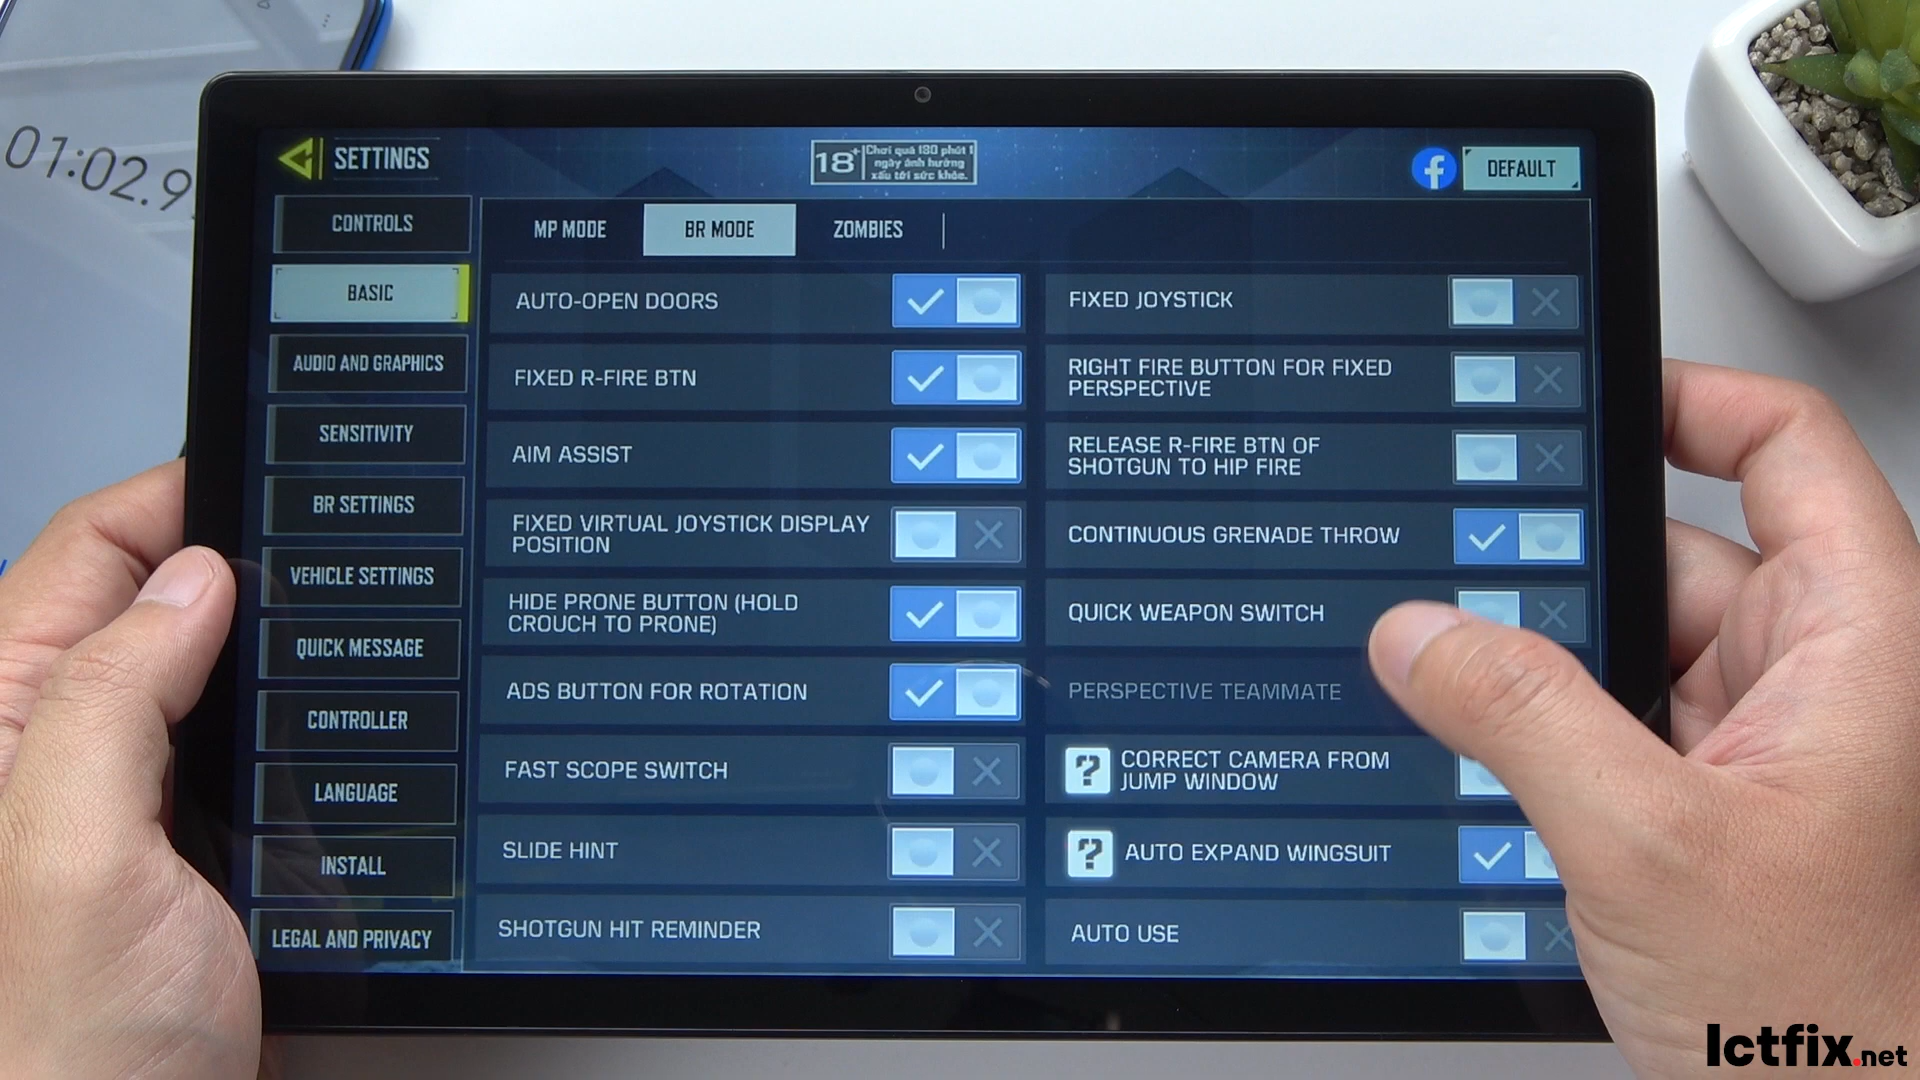 01:02.9
SETTINGS
18+
Chơi quá 180 phút 1
ngày ảnh hưởng
xấu tới sức khỏe.
DEFAULT
CONTROLS
BASIC
AUDIO AND GRAPHICS
SENSITIVITY
BR SETTINGS
VEHICLE SETTINGS
QUICK MESSAGE
CONTROLLER
LANGUAGE
INSTALL
LEGAL AND PRIVACY
MP MODE
BR MODE
ZOMBIES
AUTO-OPEN DOORS
FIXED R-FIRE BTN
AIM ASSIST
FIXED VIRTUAL JOYSTICK DISPLAY
POSITION
HIDE PRONE BUTTON (HOLD
CROUCH TO PRONE)
ADS BUTTON FOR ROTATION
FAST SCOPE SWITCH
SLIDE HINT
SHOTGUN HIT REMINDER
FIXED JOYSTICK
RIGHT FIRE BUTTON FOR FIXED
PERSPECTIVE
RELEASE R-FIRE BTN OF
SHOTGUN TO HIP FIRE
CONTINUOUS GRENADE THROW
QUICK WEAPON SWITCH
PERSPECTIVE TEAMMATE
? CORRECT CAMERA FROM
JUMP WINDOW
? AUTO EXPAND WINGSUIT
AUTO USE
Ictfix.net